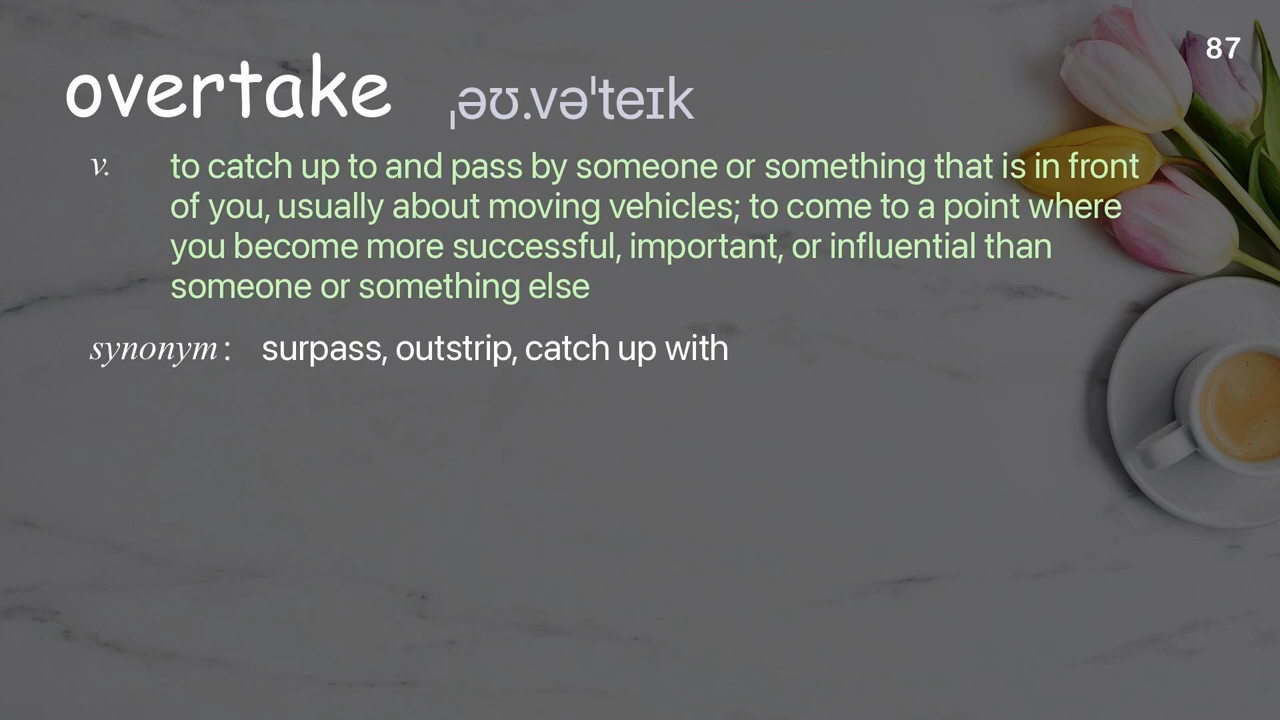 87
overtake ˌəʊ.vəˈteɪk
v. to catch up to and pass by someone or something that is in front
of you, usually about moving vehicles; to come to a point where
you become more successful, important, or influential than
someone or something else
synonym: surpass, outstrip, catch up with